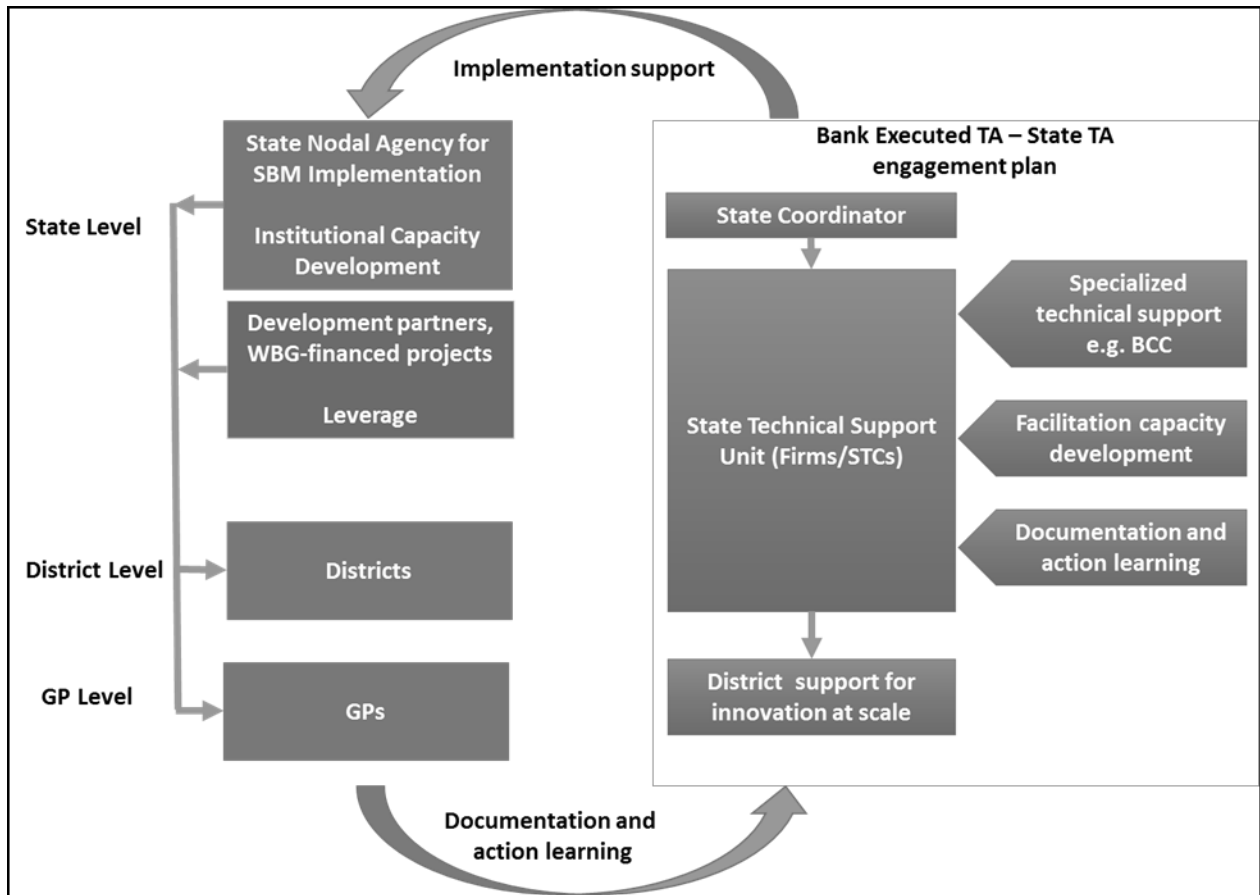 Implementation support
State Nodal Agency for
SBM Implementation
Institutional Capacity
Development
State Level
Development partners,
WBG-financed projects
Leverage
District Level
Districts
GP Level
GPs
Documentation and
action learning
Bank Executed TA – State TA
engagement plan
State Coordinator
State Technical Support
Unit (Firms/STCs)
Specialized
technical support
e.g. BCC
Facilitation capacity
development
Documentation and
action learning
District support for
innovation at scale